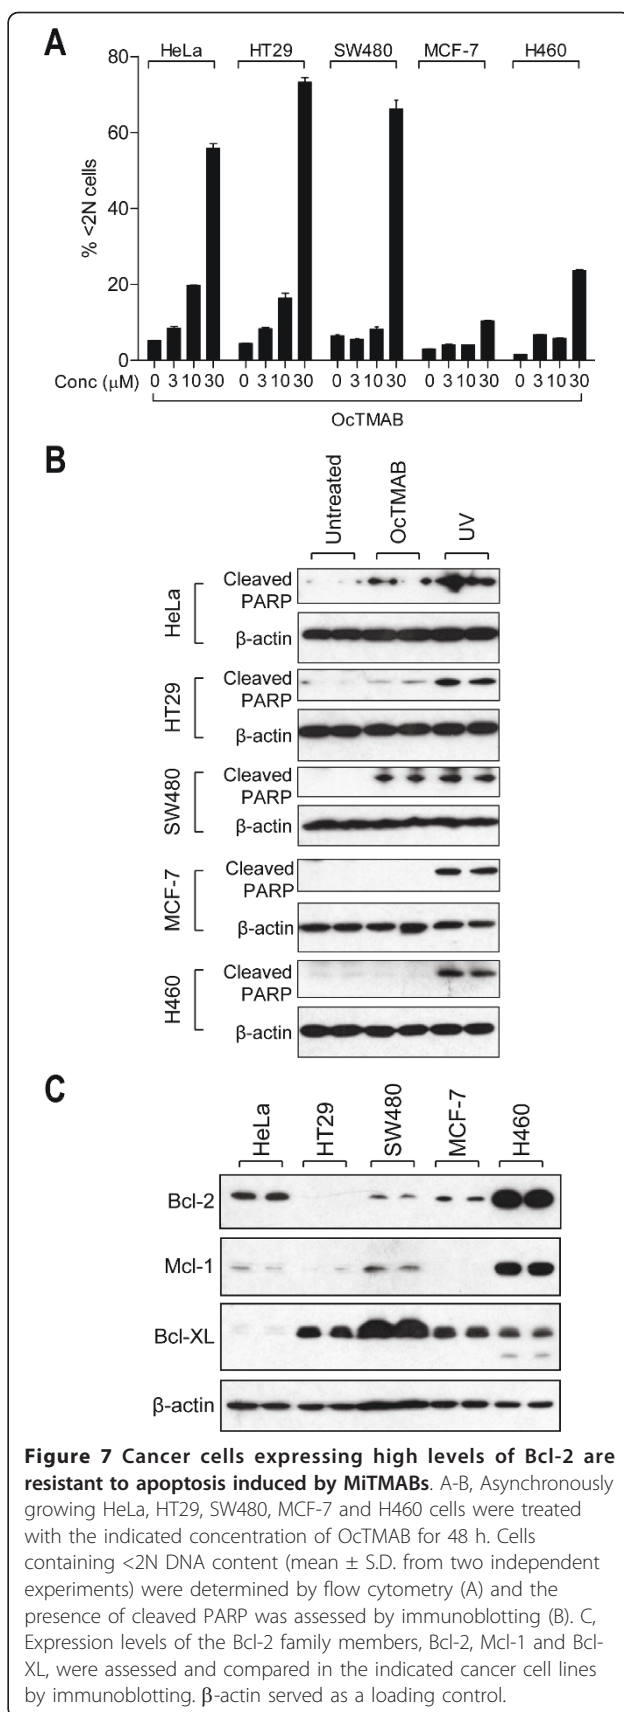 A
HeLa HT29 SW480 MCF-7 H460
80
60
40
20
0
% <2N cells
Conc (μM) 0 3 10 30 0 3 10 30 0 3 10 30 0 3 10 30 0 3 10 30
OcTMAB
B
Untreated OcTMAB UV
HeLa
Cleaved
PARP
β-actin
HT29
Cleaved
PARP
β-actin
SW480
Cleaved
PARP
β-actin
MCF-7
Cleaved
PARP
β-actin
H460
Cleaved
PARP
β-actin
C
HeLa HT29 SW480 MCF-7 H460
Bcl-2
Mcl-1
Bcl-XL
β-actin
Figure 7 Cancer cells expressing high levels of Bcl-2 are
resistant to apoptosis induced by MiTMABs. A-B, Asynchronously
growing HeLa, HT29, SW480, MCF-7 and H460 cells were treated
with the indicated concentration of OcTMAB for 48 h. Cells
containing <2N DNA content (mean ± S.D. from two independent
experiments) were determined by flow cytometry (A) and the
presence of cleaved PARP was assessed by immunoblotting (B). C,
Expression levels of the Bcl-2 family members, Bcl-2, Mcl-1 and Bcl-
XL, were assessed and compared in the indicated cancer cell lines
by immunoblotting. β-actin served as a loading control.